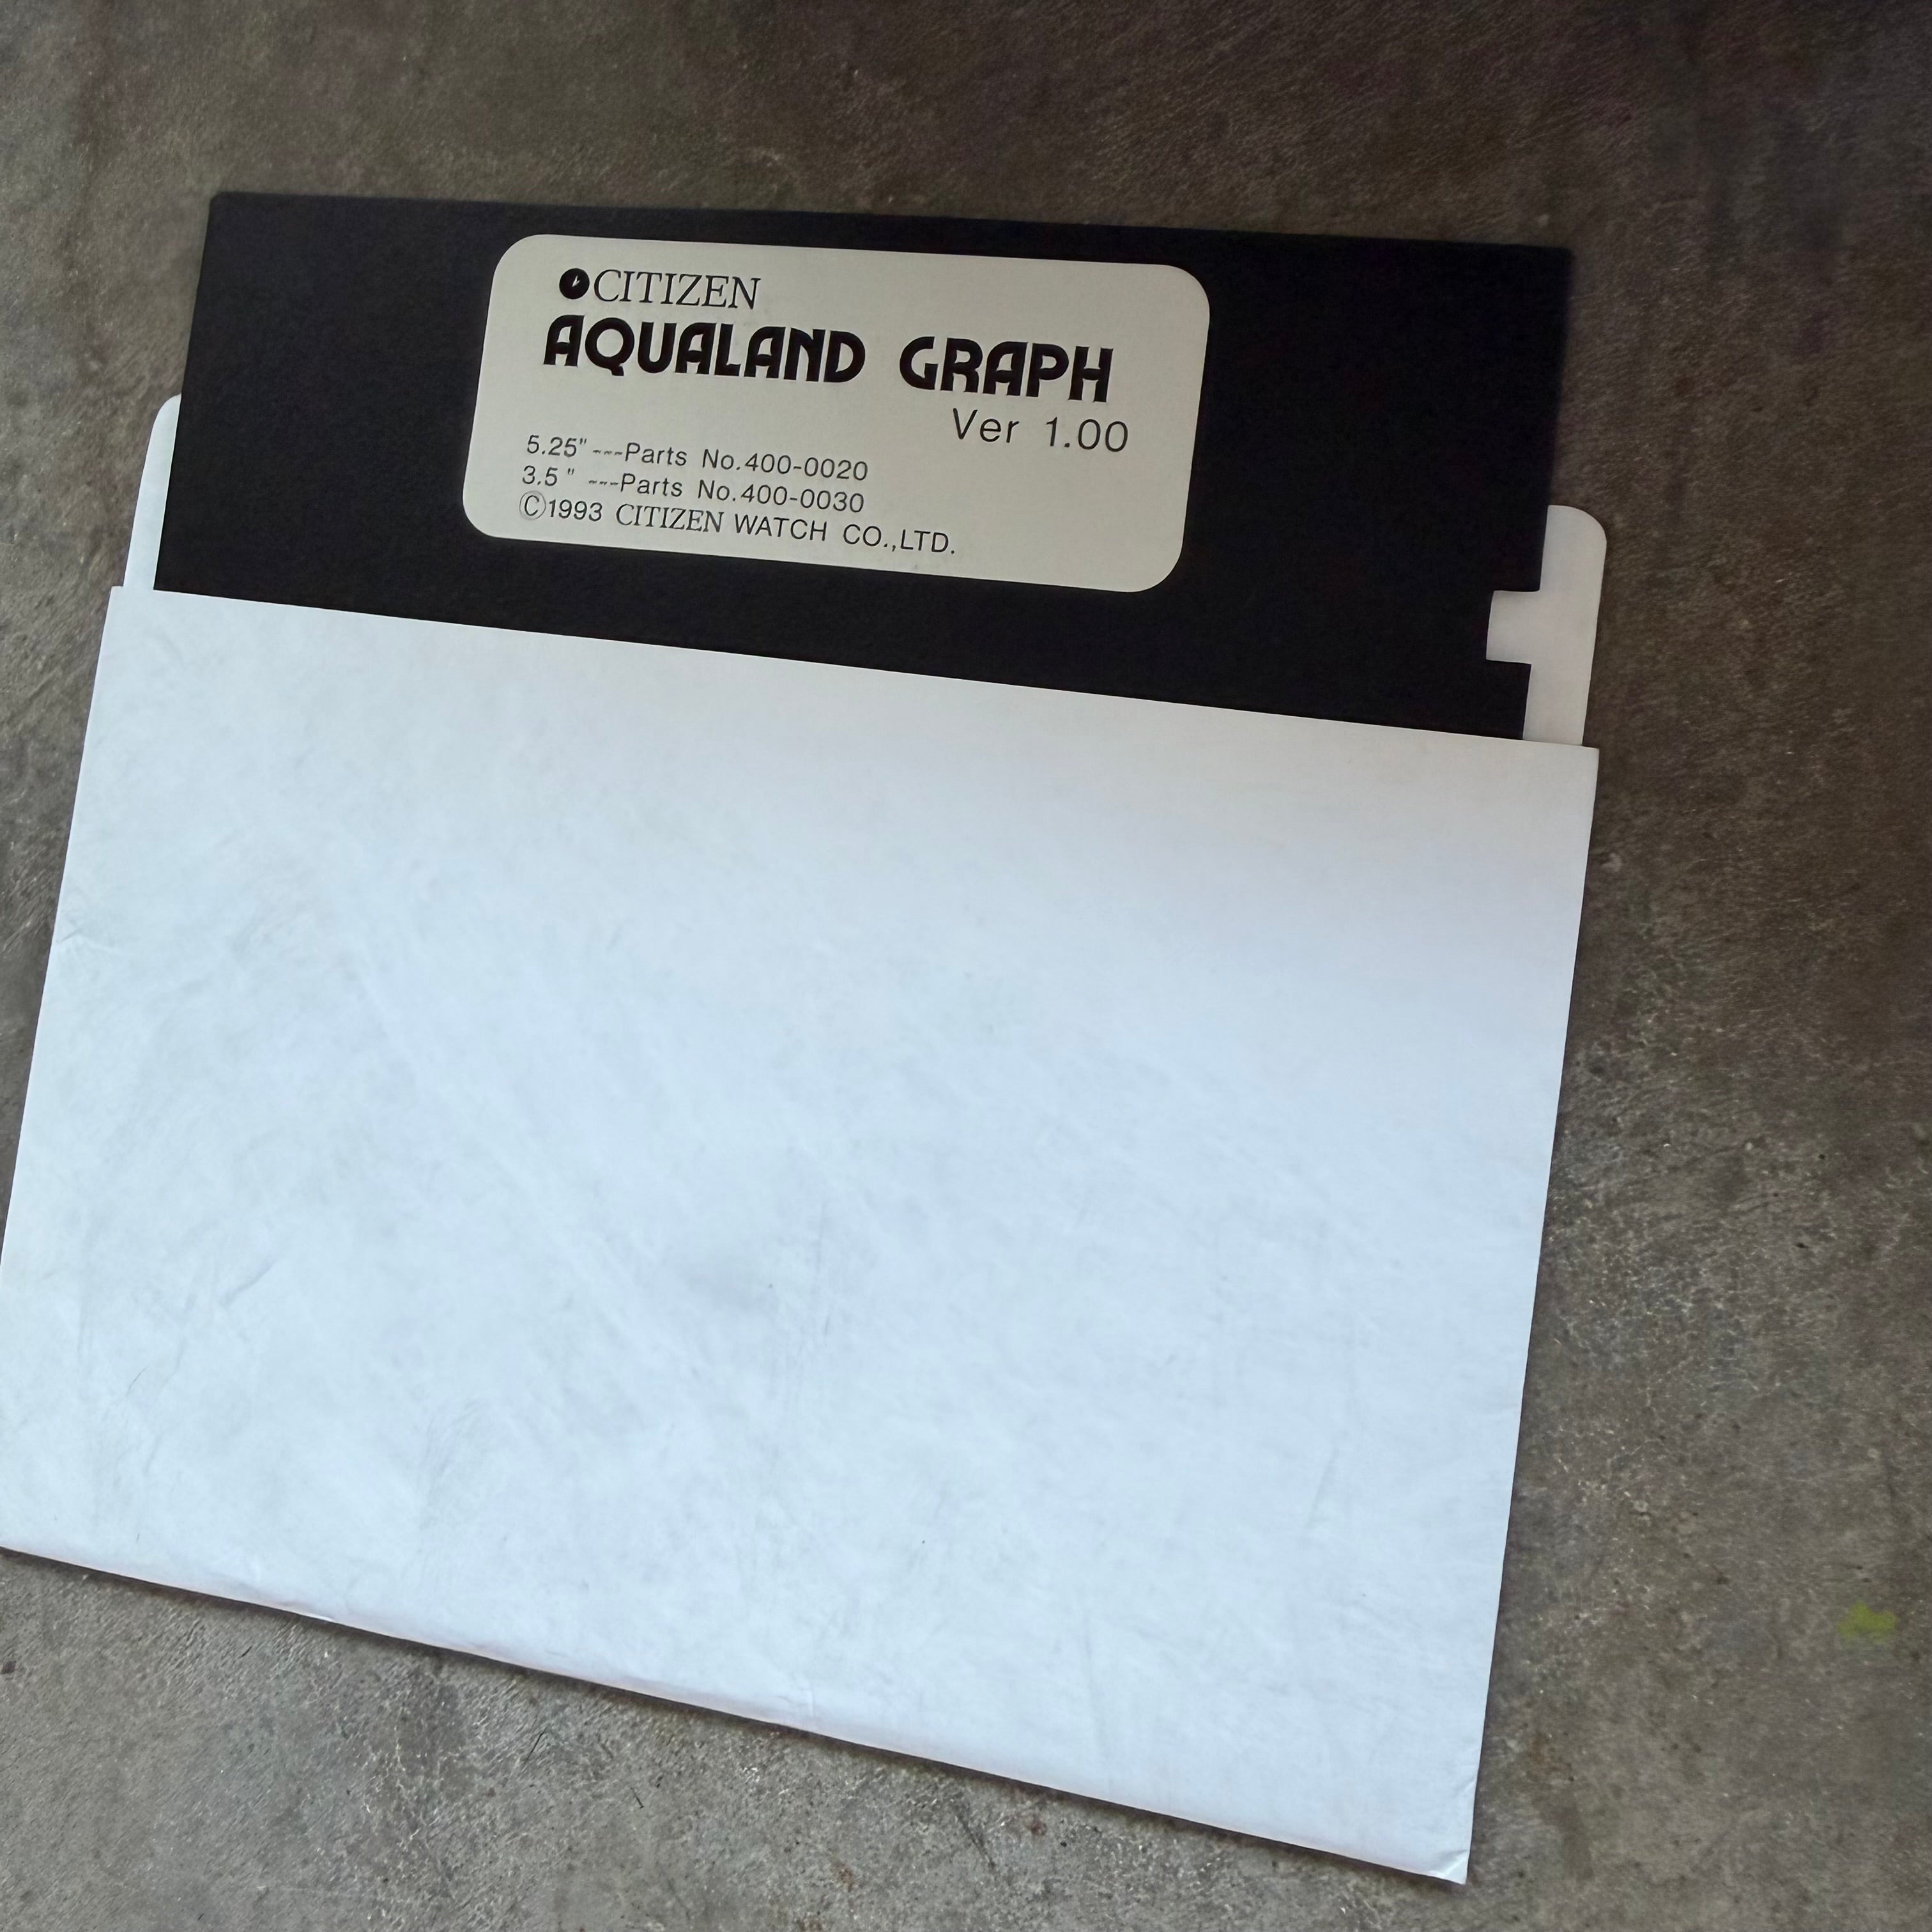 CITIZEN
AQUALAND GRAPH
Ver 1.00
5.25" ---Parts No.400-0020
3.5 " ---Parts No.400-0030
©1993 CITIZEN WATCH CO.,LTD.